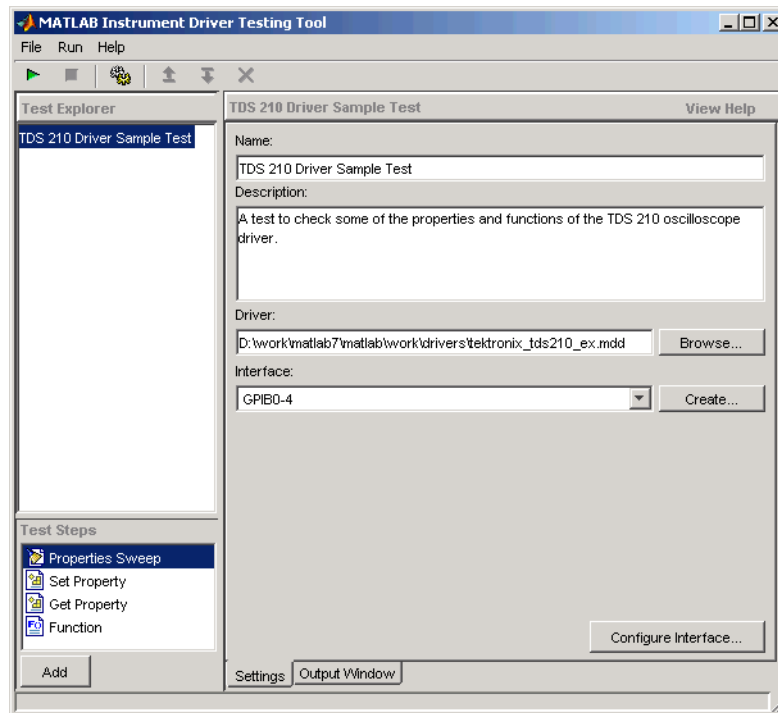 MATLAB Instrument Driver Testing Tool
File Run Help
Test Explorer
TDS 210 Driver Sample Test
Test Steps
Properties Sweep
Set Property
Get Property
Function
Add
TDS 210 Driver Sample Test View Help
Name:
TDS 210 Driver Sample Test
Description:
A test to check some of the properties and functions of the TDS 210 oscilloscope
driver.
Driver:
D:\work\matlab7\matlab\work\drivers\tektronix_tds210_ex.mdd Browse...
Interface:
GPIB0-4 Create...
Configure Interface...
Settings Output Window